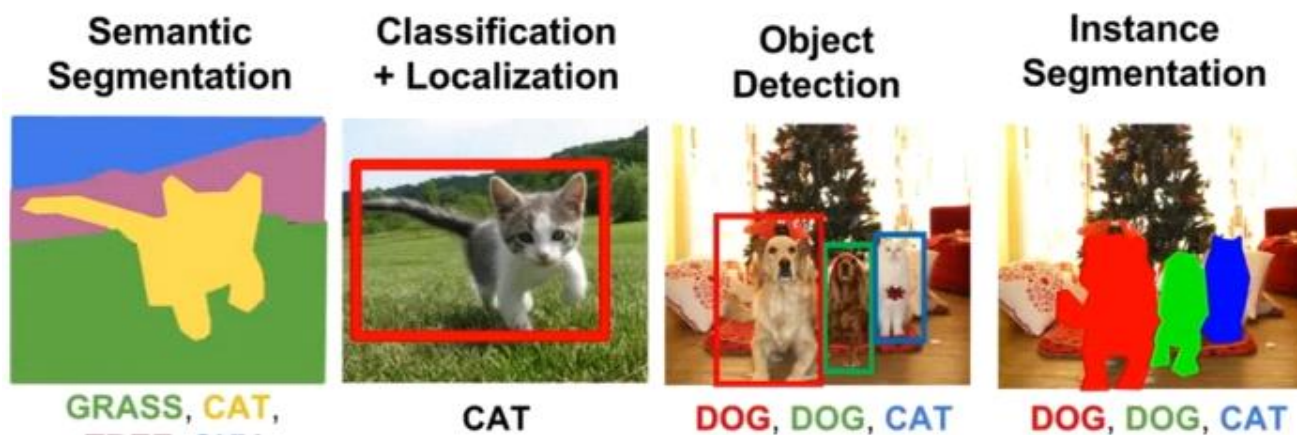 Semantic
Segmentation
Classification
+ Localization
Object
Detection
Instance
Segmentation
GRASS, CAT,
CAT
DOG, DOG, CAT
DOG, DOG, CAT